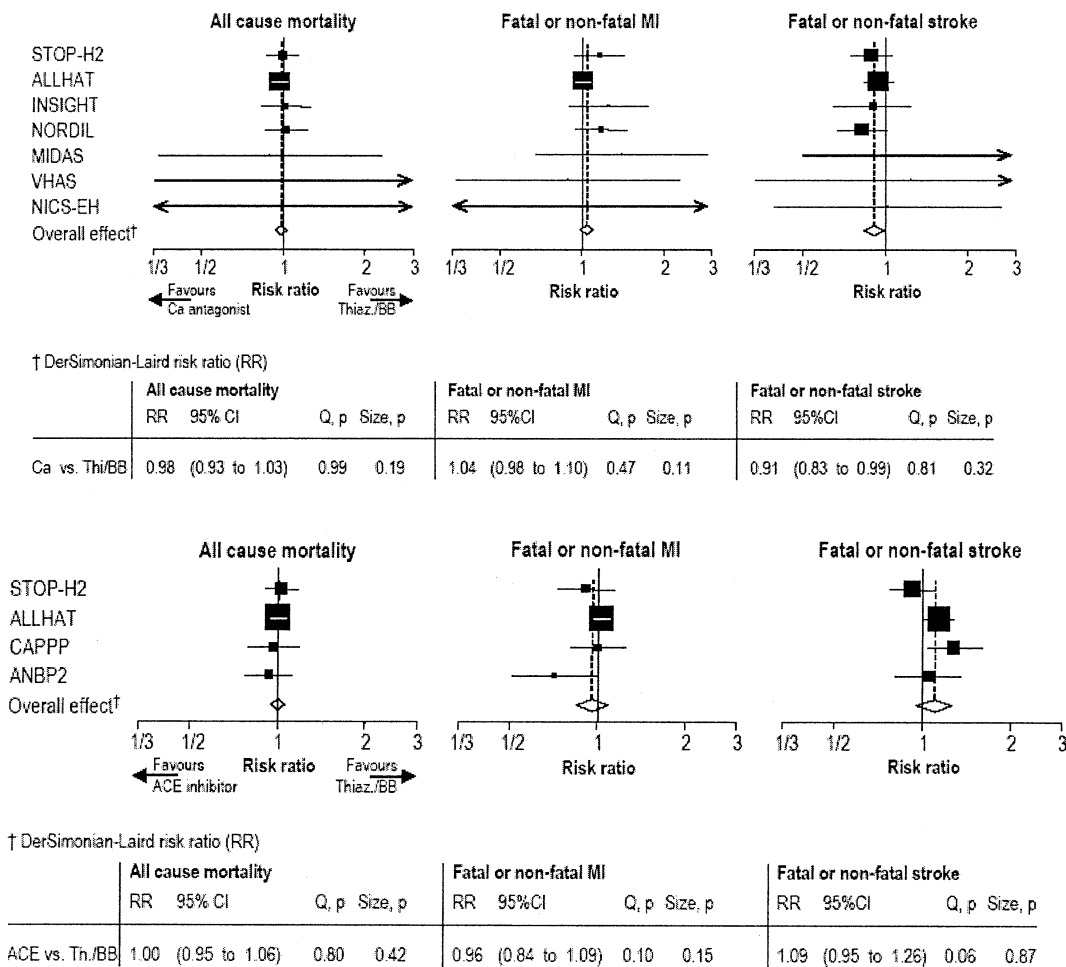 All cause mortality Fatal or non-fatal MI Fatal or non-fatal stroke
STOP-H2
ALLHAT
INSIGHT
NORDIL
MIDAS
VHAS
NICS-EH
Overall effect†
1/3 1/2 1 2 3 1/3 1/2 1 2 3 1/3 1/2 1 2 3
Favours Risk ratio Favours Risk ratio Risk ratio
Ca antagonist Thiaz./BB
† DerSimonian-Laird risk ratio (RR)
All cause mortality Fatal or non-fatal MI Fatal or non-fatal stroke
RR 95% CI Q, p Size, p RR 95%CI Q, p Size, p RR 95%CI Q, p Size, p
Ca vs. Thi/BB 0.98 (0.93 to 1.03) 0.99 0.19 1.04 (0.98 to 1.10) 0.47 0.11 0.91 (0.83 to 0.99) 0.81 0.32
All cause mortality Fatal or non-fatal MI Fatal or non-fatal stroke
STOP-H2
ALLHAT
CAPPP
ANBP2
Overall effect†
1/3 1/2 1 2 3 1/2 1 2 3 1/3 1/2 1 2 3
Favours Risk ratio Favours Risk ratio Risk ratio
ACE inhibitor Thiaz./BB
† DerSimonian-Laird risk ratio (RR)
All cause mortality Fatal or non-fatal MI Fatal or non-fatal stroke
RR 95% CI Q, p Size, p RR 95%CI Q, p Size, p RR 95%CI Q, p Size, p
ACE vs. Th./BB 1.00 (0.95 to 1.06) 0.80 0.42 0.96 (0.84 to 1.09) 0.10 0.15 1.09 (0.95 to 1.26) 0.06 0.87